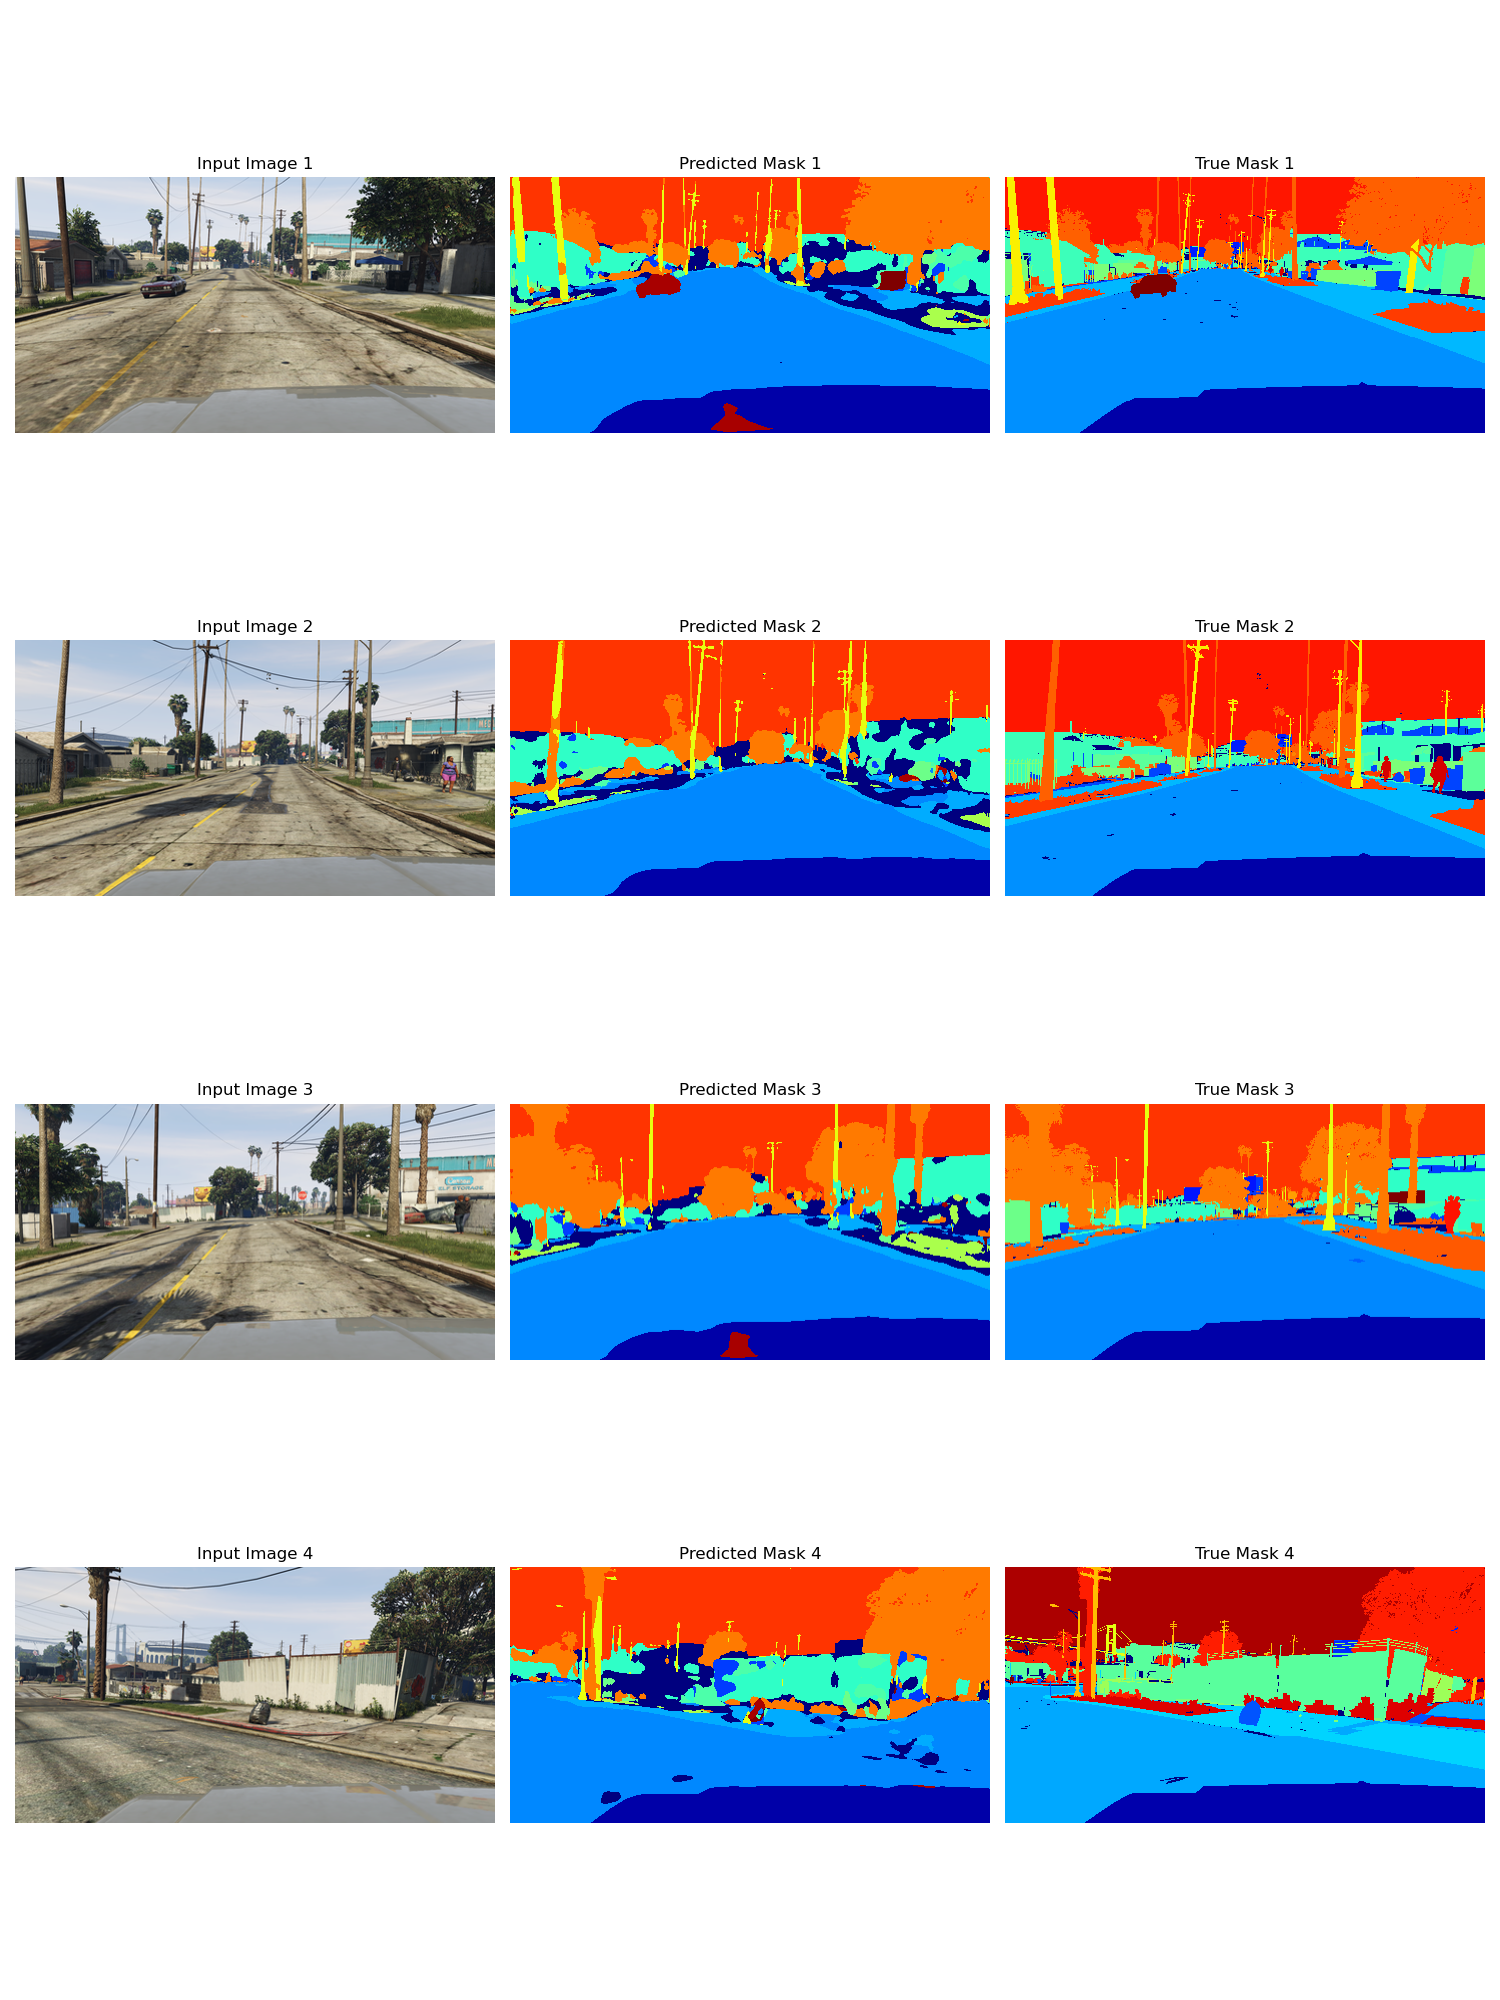 Input Image 1
Predicted Mask 1
True Mask 1
Input Image 2
Predicted Mask 2
True Mask 2
Input Image 3
Predicted Mask 3
True Mask 3
Input Image 4
Predicted Mask 4
True Mask 4